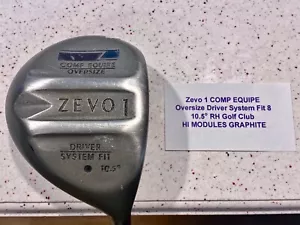 COMP EQUIPE
OVERSIZE
ZEVO 1
DRIVER
SYSTEM FIT
10.5°
Zevo 1 COMP EQUIPE
Oversize Driver System Fit 8
10.5° RH Golf Club
Hi MODULES GRAPHITE